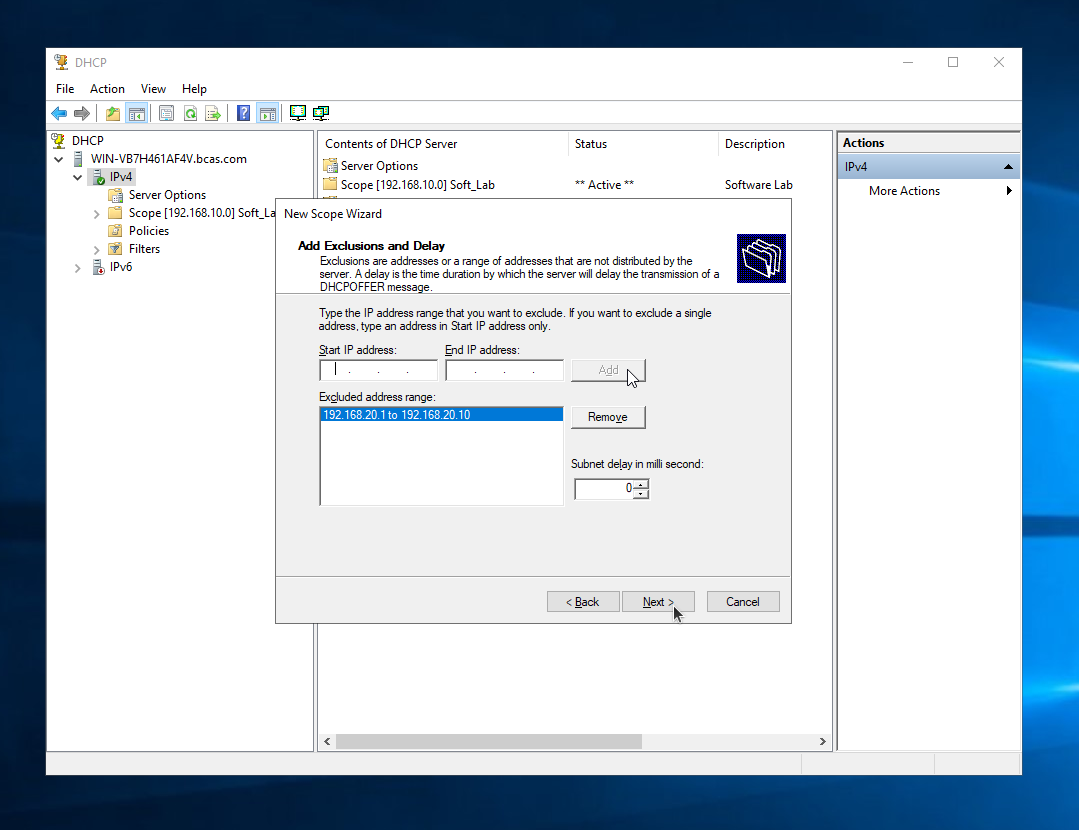 DHCP
File Action View Help
DHCP
WIN-VB7H461AF4V.bcas.com
IPv4
Server Options
Scope [192.168.10.0] Soft_La
Policies
Filters
IPv6
Contents of DHCP Server Status Description
Server Options
Scope [192.168.10.0] Soft_Lab ** Active ** Software Lab
Actions
IPv4
More Actions
New Scope Wizard
Add Exclusions and Delay
Exclusions are addresses or a range of addresses that are not distributed by the
server. A delay is the time duration by which the server will delay the transmission of a
DHCPOFFER message.
Type the IP address range that you want to exclude. If you want to exclude a single
address, type an address in Start IP address only.
Start IP address: End IP address:
. . . . . . Add
Excluded address range:
192.168.20.1 to 192.168.20.10 Remove
Subnet delay in milli second:
0
< Back Next > Cancel